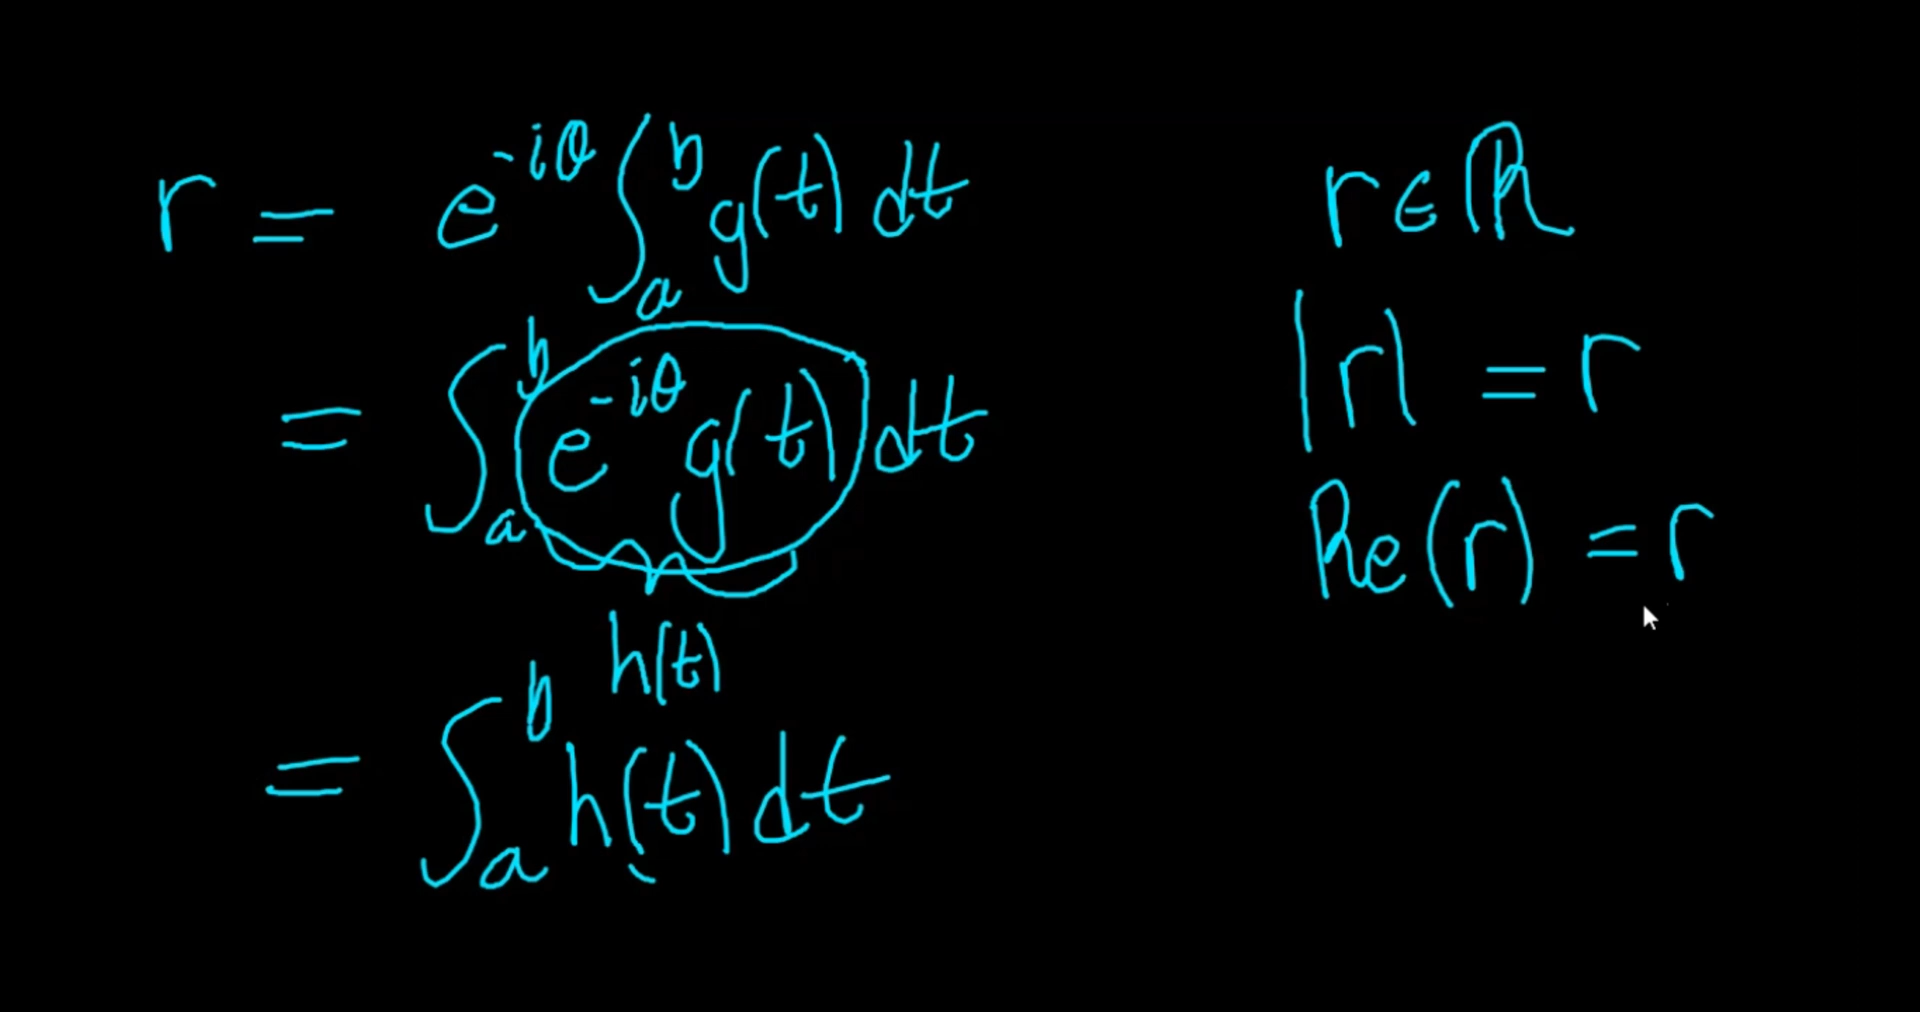 r = e^{-iθ} ∫_a^b g(t) dt
= ∫_a^b e^{-iθ} g(t) dt
h(t)
= ∫_a^b h(t) dt
r ∈ ℝ
|r| = r
Re(r) = r